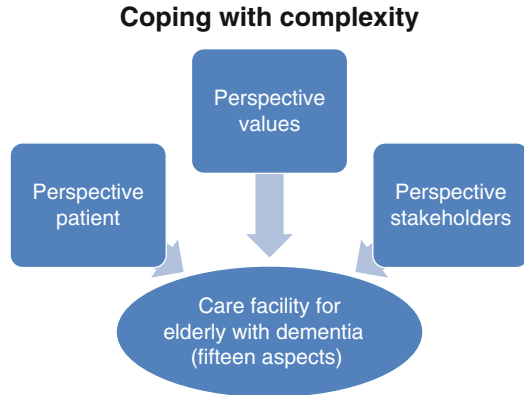 Coping with complexity
Perspective
values
Perspective
patient
Perspective
stakeholders
Care facility for
elderly with dementia
(fifteen aspects)